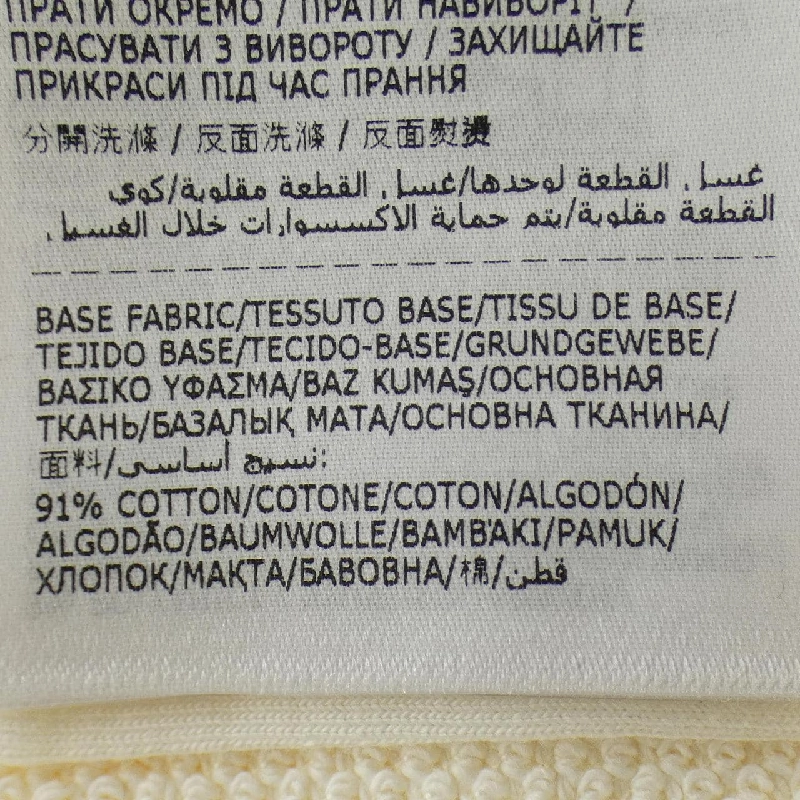 ПРАТИ ОКРЕМО / ПРАТИ НАВИВОРІТ /
ПРАСУВАТИ З ВИВОРОТУ / ЗАХИЩАЙТЕ
ПРИКРАСИ ПІД ЧАС ПРАННЯ
分開洗滌 / 反面洗滌 / 反面熨燙
غسل القطعة لوحدها/غسل القطعة مقلوبة/كوي
القطعة مقلوبة/يتم حماية الاكسسوارات خلال الغسيل
BASE FABRIC/TESSUTO BASE/TISSU DE BASE/
TEJIDO BASE/TECIDO-BASE/GRUNDGEWEBE/
ΒΑΣΙΚΟ ΥΦΑΣΜΑ/BAZ KUMAŞ/ОСНОВНАЯ
ТКАНЬ/БАЗАЛЫҚ МАТА/ОСНОВНА ТКАНИНА/
面料/نسيج أساسي:
91% COTTON/COTONE/COTON/ALGODÓN/
ALGODÃO/BAUMWOLLE/ΒΑΜΒΆΚΙ/PAMUK/
ХЛОПОК/МАҚТА/БАВОВНА/棉/قطن